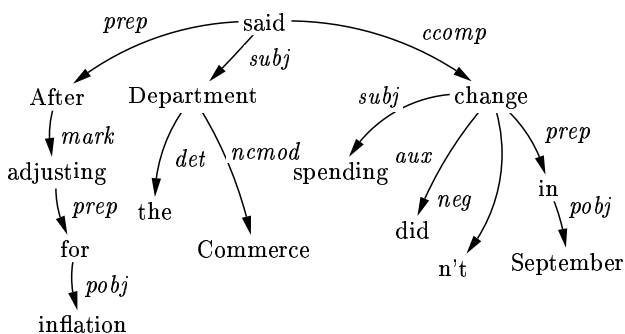 prep said ccomp
subj
After Department subj change
mark det ncmod aux prep
adjusting spending
prep the neg in pobj
for Commerce did
pobj n't September
inflation